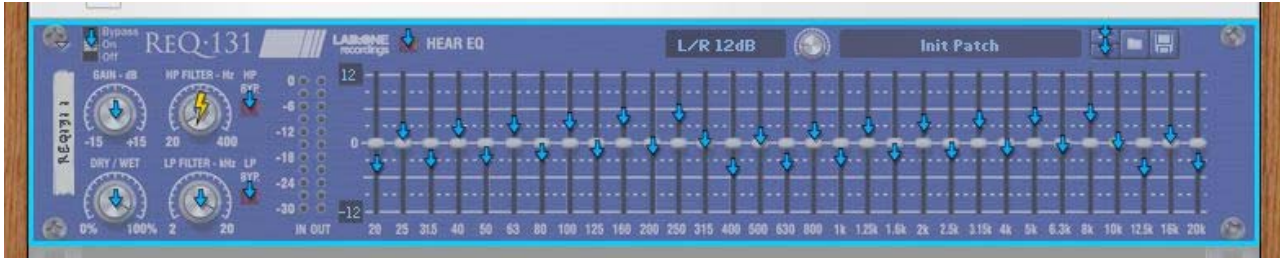 Bypass
On
Off
ReQ-131
LAB:ONE
recordings
HEAR EQ
L/R 12dB
Init Patch
GAIN - dB
HP FILTER - Hz
HP
BYP.
-15 +15
20 400
DRY / WET
LP FILTER - kHz
LP
BYP.
0% 100%
2 20
0
-6
-12
-18
-24
-30
IN OUT
12
0
-12
20 25 31.5 40 50 63 80 100 125 160 200 250 315 400 500 630 800 1k 1.25k 1.6k 2k 2.5k 3.15k 4k 5k 6.3k 8k 10k 12.5k 16k 20k